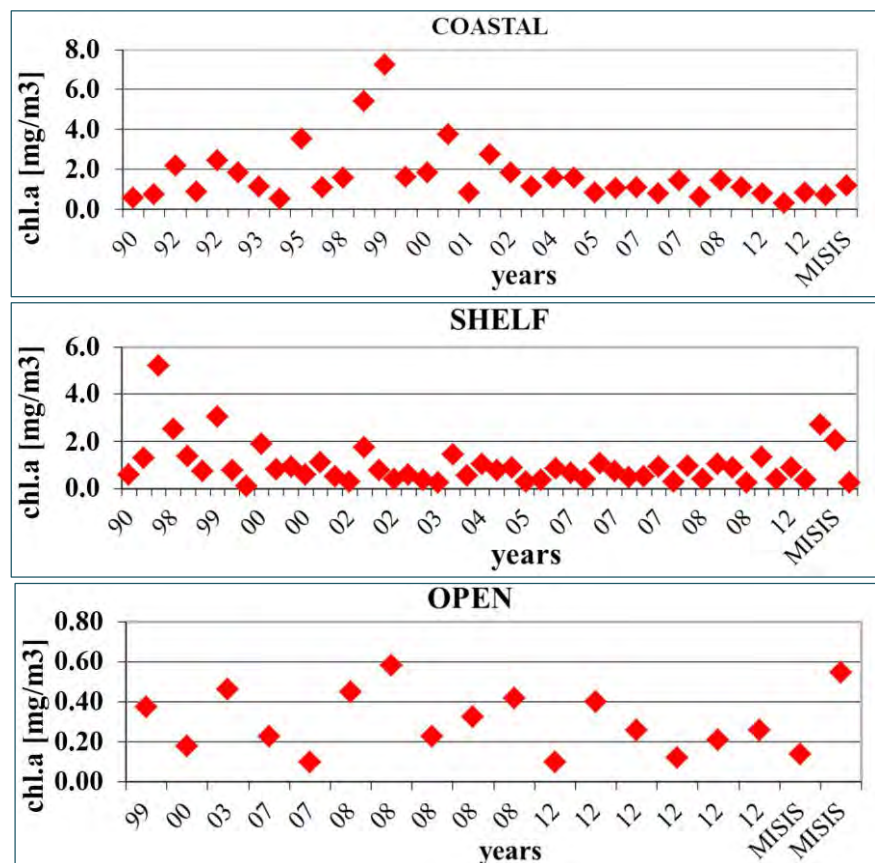 COASTAL
chl.a [mg/m3]
8.0
6.0
4.0
2.0
0.0
90 92 92 93 95 98 99 00 01 02 04 05 07 07 08 12 12 MISIS
years
SHELF
chl.a [mg/m3]
6.0
4.0
2.0
0.0
90 98 99 00 00 02 02 03 04 05 07 07 08 08 12 MISIS
years
OPEN
chl.a [mg/m3]
0.80
0.60
0.40
0.20
0.00
99 00 03 07 07 08 08 08 08 08 12 12 12 12 12 12 MISIS MISIS
years